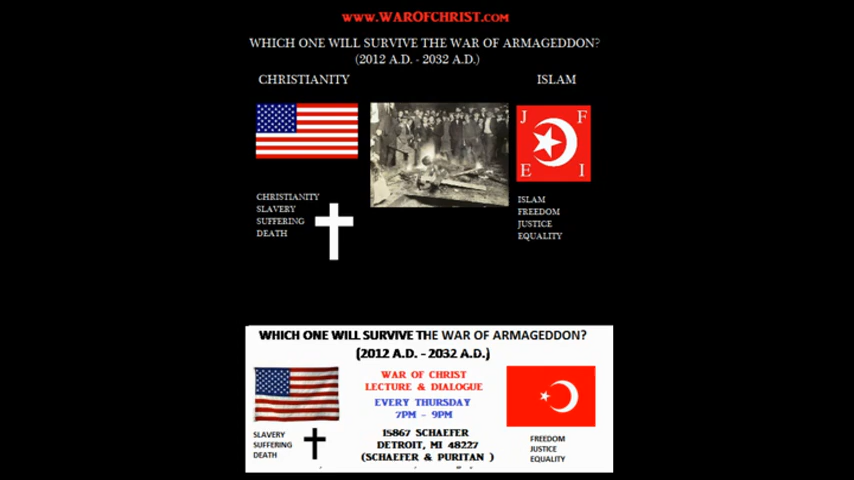 www.WAROFCHRIST.com
WHICH ONE WILL SURVIVE THE WAR OF ARMAGEDDON?
(2012 A.D. - 2032 A.D.)
CHRISTIANITY
ISLAM
J F
E I
CHRISTIANITY
SLAVERY
SUFFERING
DEATH
ISLAM
FREEDOM
JUSTICE
EQUALITY
WHICH ONE WILL SURVIVE THE WAR OF ARMAGEDDON?
(2012 A.D. - 2032 A.D.)
WAR OF CHRIST
LECTURE & DIALOGUE
EVERY THURSDAY
7PM - 9PM
15867 SCHAEFER
DETROIT, MI 48227
(SCHAEFER & PURITAN )
SLAVERY
SUFFERING
DEATH
FREEDOM
JUSTICE
EQUALITY